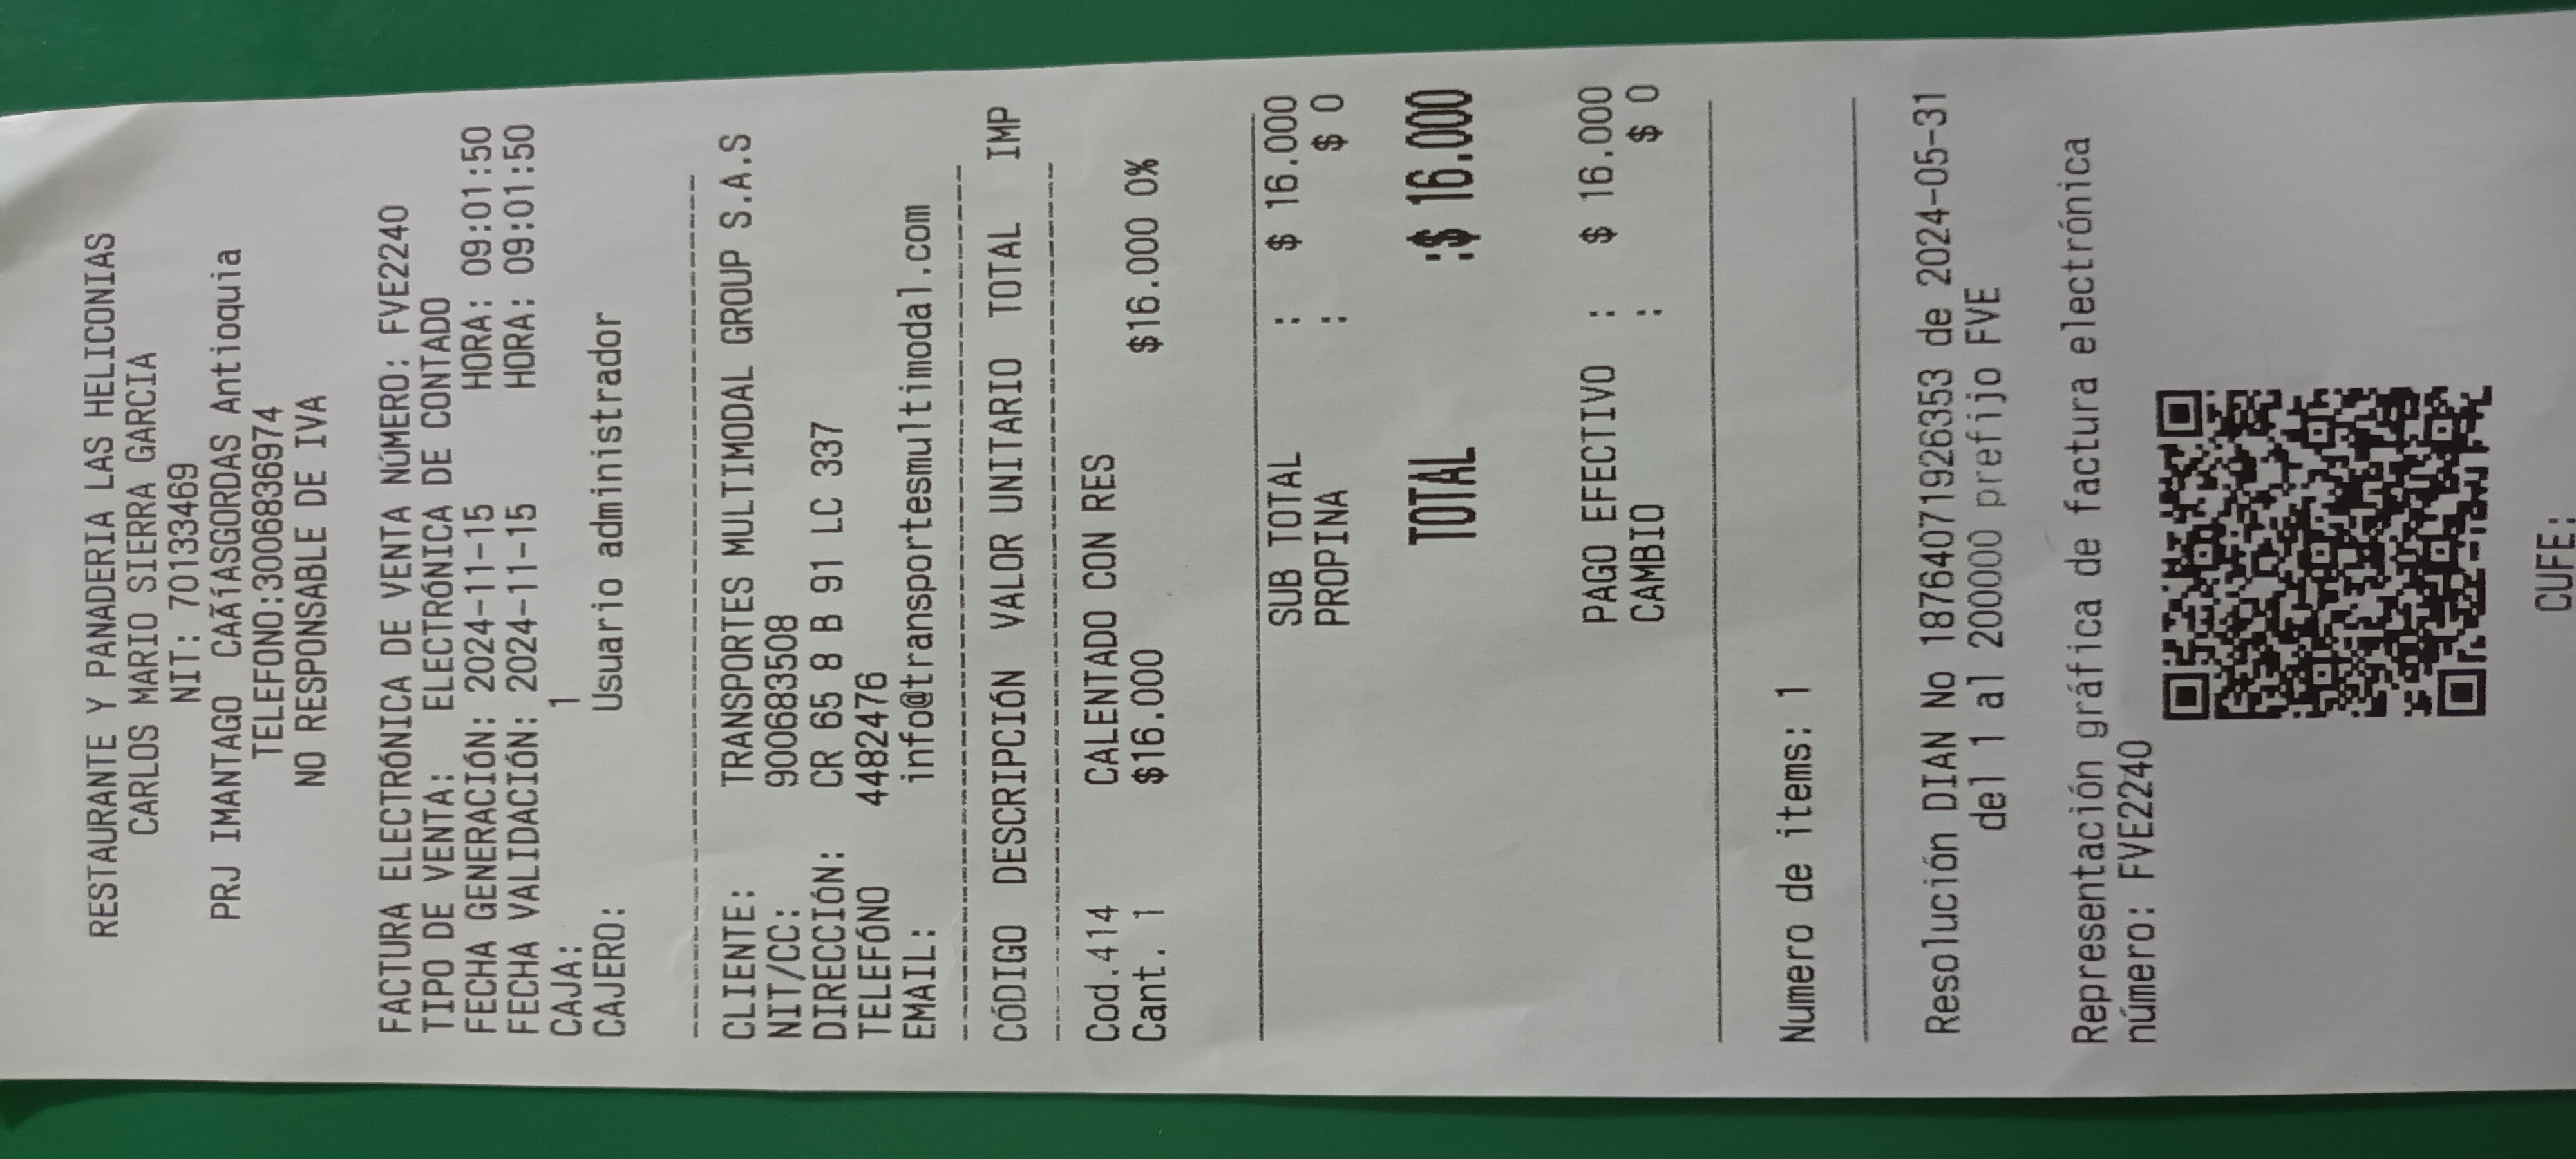 RESTAURANTE Y PANADERIA LAS HELICONIAS
CARLOS MARIO SIERRA GARCIA
NIT: 70133469
PRJ IMANTAGO CAÃíASGORDAS Antioquia
TELEFONO:3006836974
NO RESPONSABLE DE IVA
FACTURA ELECTRÓNICA DE VENTA NÚMERO: FVE2240
TIPO DE VENTA: ELECTRÓNICA DE CONTADO
FECHA GENERACIÓN: 2024-11-15 HORA: 09:01:50
FECHA VALIDACIÓN: 2024-11-15 HORA: 09:01:50
CAJA: 1
CAJERO: Usuario administrador
CLIENTE: TRANSPORTES MULTIMODAL GROUP S.A.S
NIT/CC: 900683508
DIRECCIÓN: CR 65 8 B 91 LC 337
TELEFÓNO 4482476
EMAIL: info@transportesmultimodal.com
CÓDIGO DESCRIPCIÓN VALOR UNITARIO TOTAL IMP
Cod.414 CALENTADO CON RES
Cant. 1 $16.000 $16.000 0%
SUB TOTAL : $ 16.000
PROPINA : $ 0
TOTAL :$ 16.000
PAGO EFECTIVO : $ 16.000
CAMBIO : $ 0
Numero de items: 1
Resolución DIAN No 18764071926353 de 2024-05-31
del 1 al 200000 prefijo FVE
Representación gráfica de factura electrónica
número: FVE2240
CUFE: